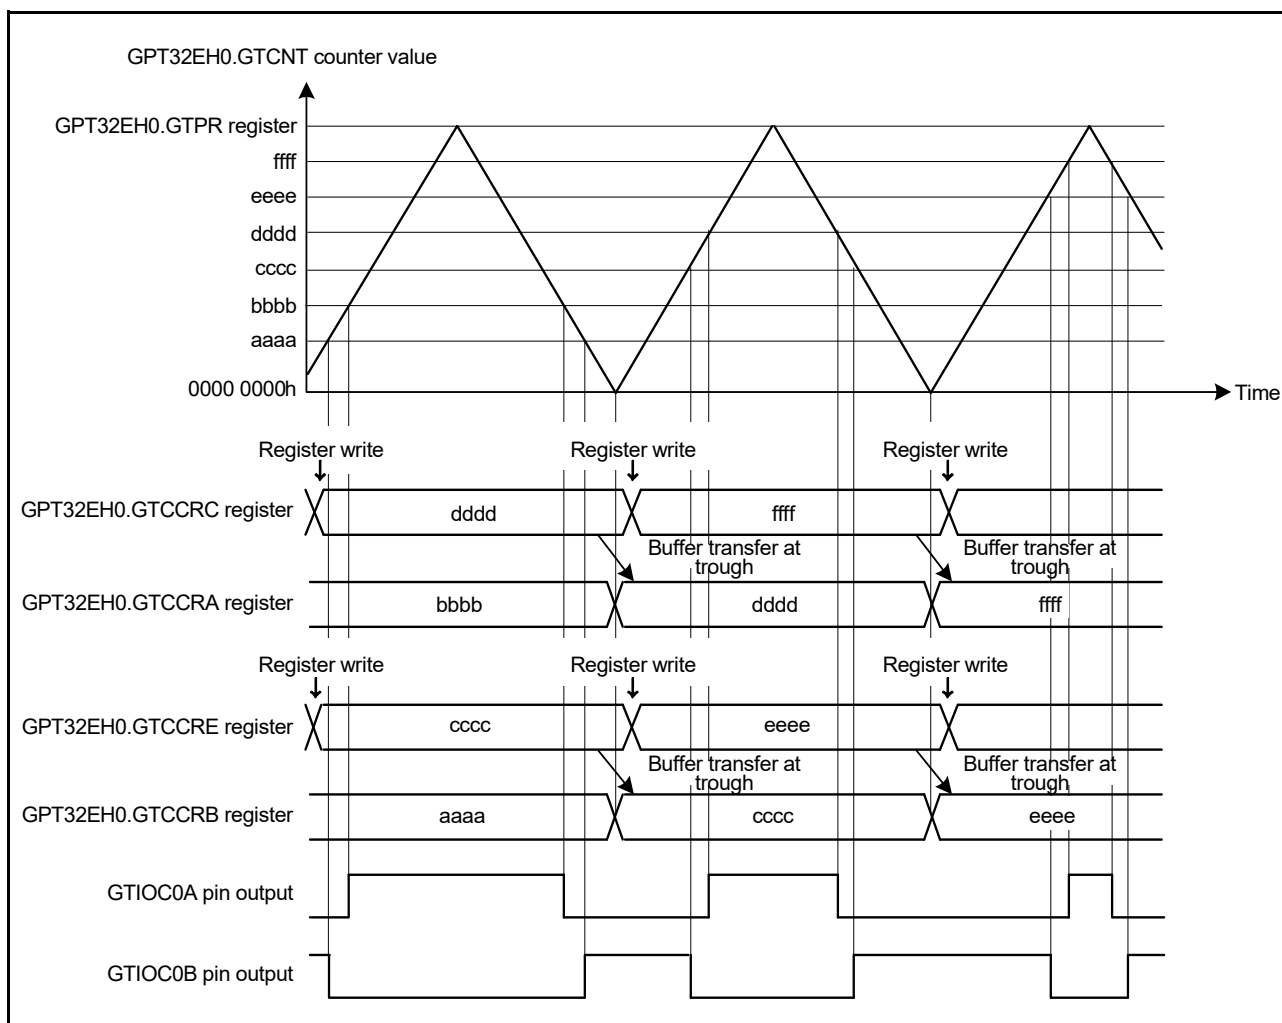 GPT32EH0.GTCNT counter value
GPT32EH0.GTPR register
ffff
eeee
dddd
cccc
bbbb
aaaa
0000 0000h
Time
Register write
Register write
Register write
GPT32EH0.GTCCRC register
dddd
ffff
Buffer transfer at
trough
Buffer transfer at
trough
GPT32EH0.GTCCRA register
bbbb
dddd
ffff
Register write
Register write
Register write
GPT32EH0.GTCCRE register
cccc
eeee
Buffer transfer at
trough
Buffer transfer at
trough
GPT32EH0.GTCCRB register
aaaa
cccc
eeee
GTIOC0A pin output
GTIOC0B pin output